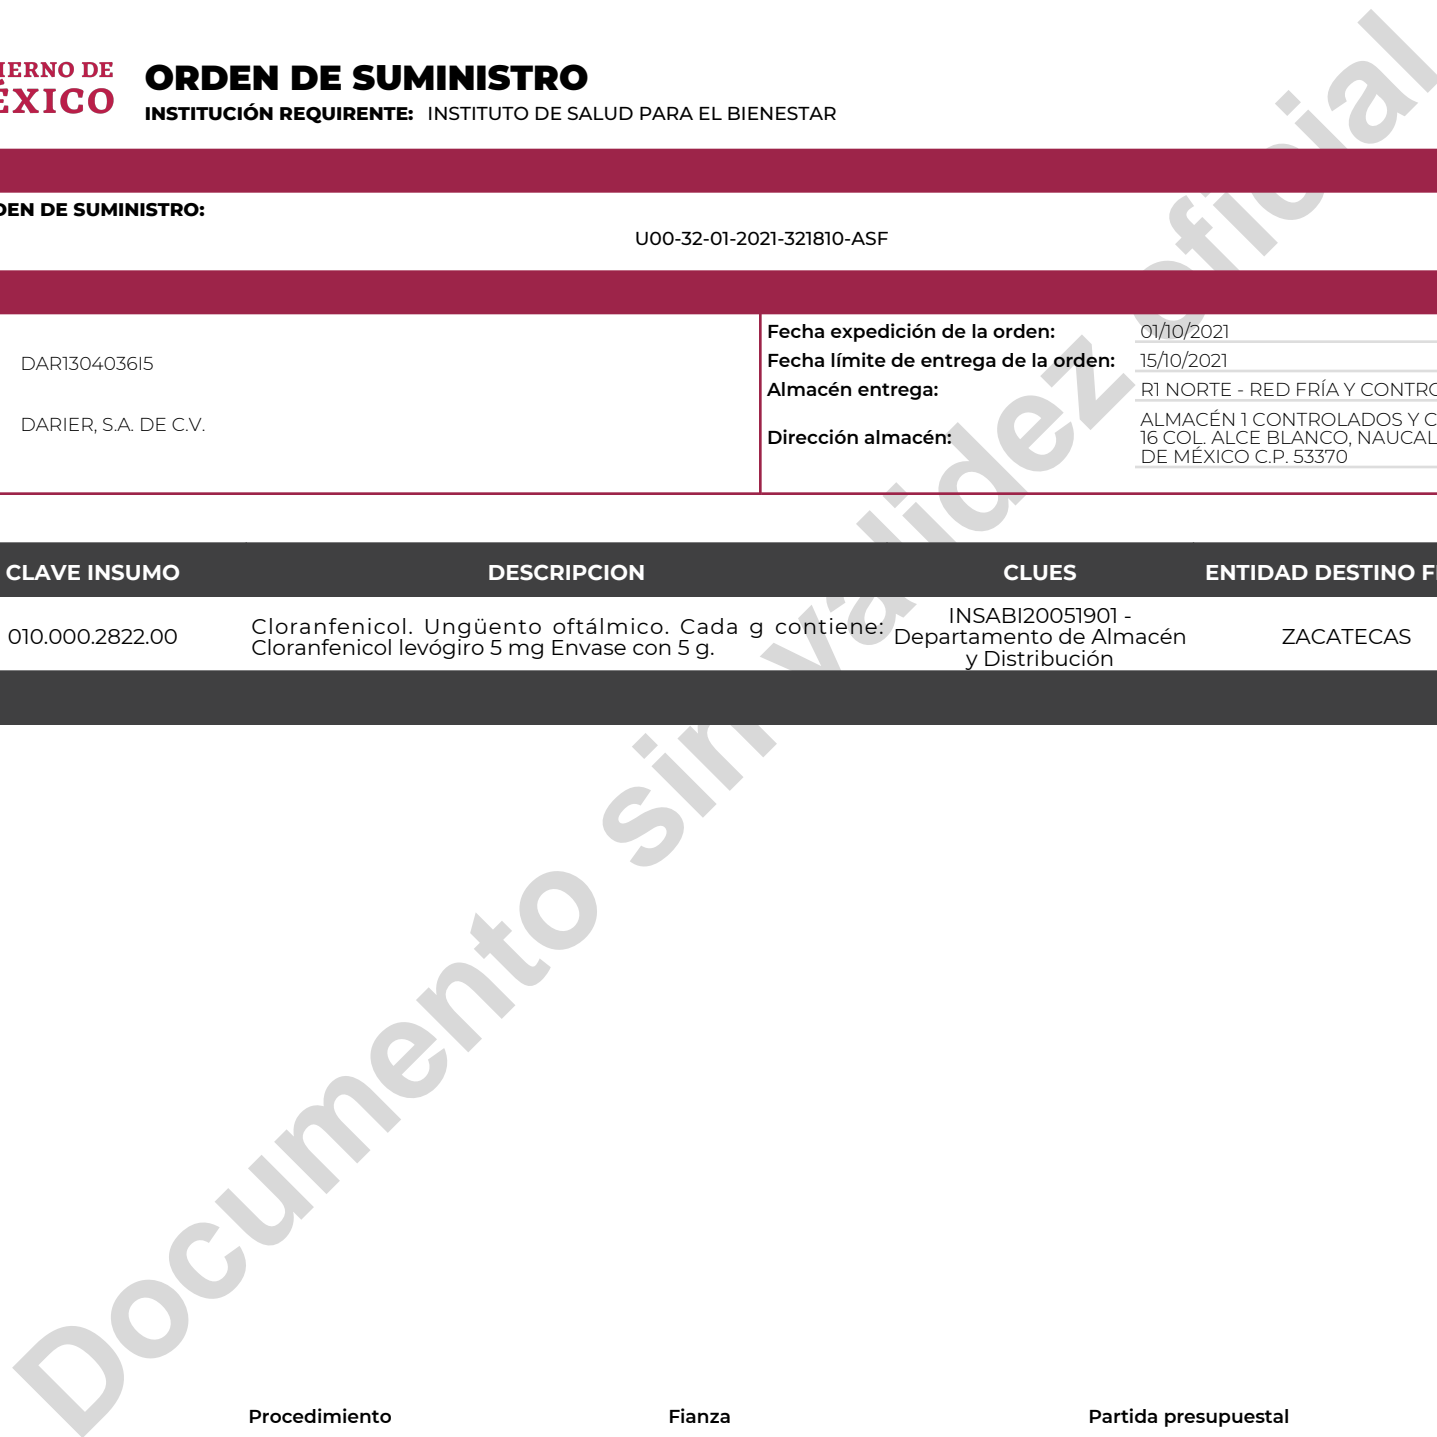 IERNO DE
ÉXICO
ORDEN DE SUMINISTRO
INSTITUCIÓN REQUIRENTE: INSTITUTO DE SALUD PARA EL BIENESTAR
DEN DE SUMINISTRO:
U00-32-01-2021-321810-ASF
DAR1304036I5
DARIER, S.A. DE C.V.
Fecha expedición de la orden: 01/10/2021
Fecha límite de entrega de la orden: 15/10/2021
Almacén entrega: R1 NORTE - RED FRÍA Y CONTRO
Dirección almacén: ALMACÉN 1 CONTROLADOS Y C
16 COL. ALCE BLANCO, NAUCAL
DE MÉXICO C.P. 53370
CLAVE INSUMO DESCRIPCION CLUES ENTIDAD DESTINO F
010.000.2822.00 Cloranfenicol. Ungüento oftálmico. Cada g contiene:
Cloranfenicol levógiro 5 mg Envase con 5 g.
INSABI20051901 -
Departamento de Almacén
y Distribución
ZACATECAS
Documento sin validez oficial
Procedimiento Fianza Partida presupuestal